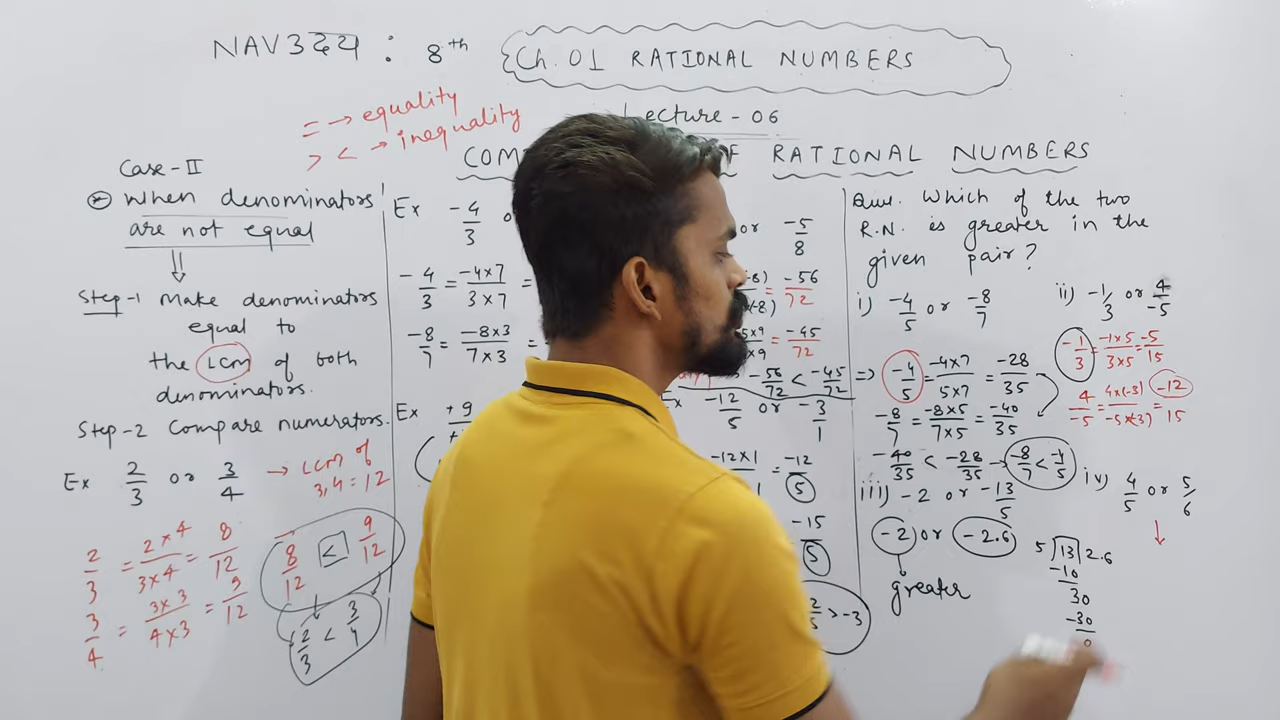 NAV324 : 8th
Ch. 01 RATIONAL NUMBERS
Lecture - 06
= → equality
> < → inequality
RATIONAL NUMBERS
Case-II
When denominators
are not equal
Step-1 Make denominators
equal to
the LCM of both
denominators.
Step-2 Compare numerators.
Ex 2/3 or 3/4 → LCM of
3,4 = 12
2/3 = 2×4/3×4 = 8/12
3/4 = 3×3/4×3 = 9/12
8/12 < 9/12
2/3 < 3/4
Ex -4/3
-4/3 = -4×7/3×7 =
-8/7 = -8×3/7×3 =
Ex +9
or -5/8
= -56/72
= -45/72
-56/72 < -45/72
Ex -12/5 or -3/1
-12×1 = -12/5
-15/5
> -3
Ques. Which of the two
R.N. is greater in the
given pair?
i) -4/5 or -8/7
=> -4/5 = -4×7/5×7 = -28/35
-8/7 = -8×5/7×5 = -40/35
-40/35 < -28/35 → -8/7 < -4/5
ii) -1/3 or 4/-5
-1/3 = -1×5/3×5 = -5/15
4/-5 = 4×(-3)/-5×(-3) = -12/15
iii) -2 or -13/5
-2 or -2.6
greater
5 13 2.6
-10
30
-30
0
iv) 4/5 or 5/6